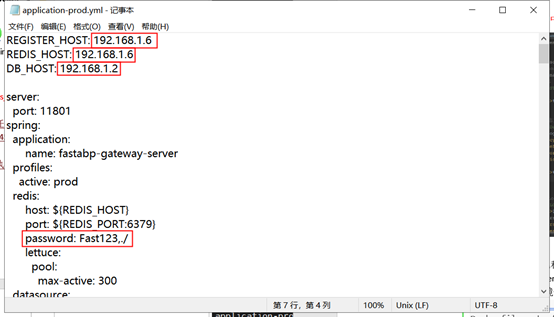 application-prod.yml - 记事本
文件(F) 编辑(E) 格式(O) 查看(V) 帮助(H)
REGISTER_HOST: 192.168.1.6
REDIS_HOST: 192.168.1.6
DB_HOST: 192.168.1.2
server:
port: 11801
spring:
application:
name: fastabp-gateway-server
profiles:
active: prod
redis:
host: ${REDIS_HOST}
port: ${REDIS_PORT:6379}
password: Fast123,./
lettuce:
pool:
max-active: 300
datasource:
第 7 行，第 4 列 100% Unix (LF) UTF-8
application-pro